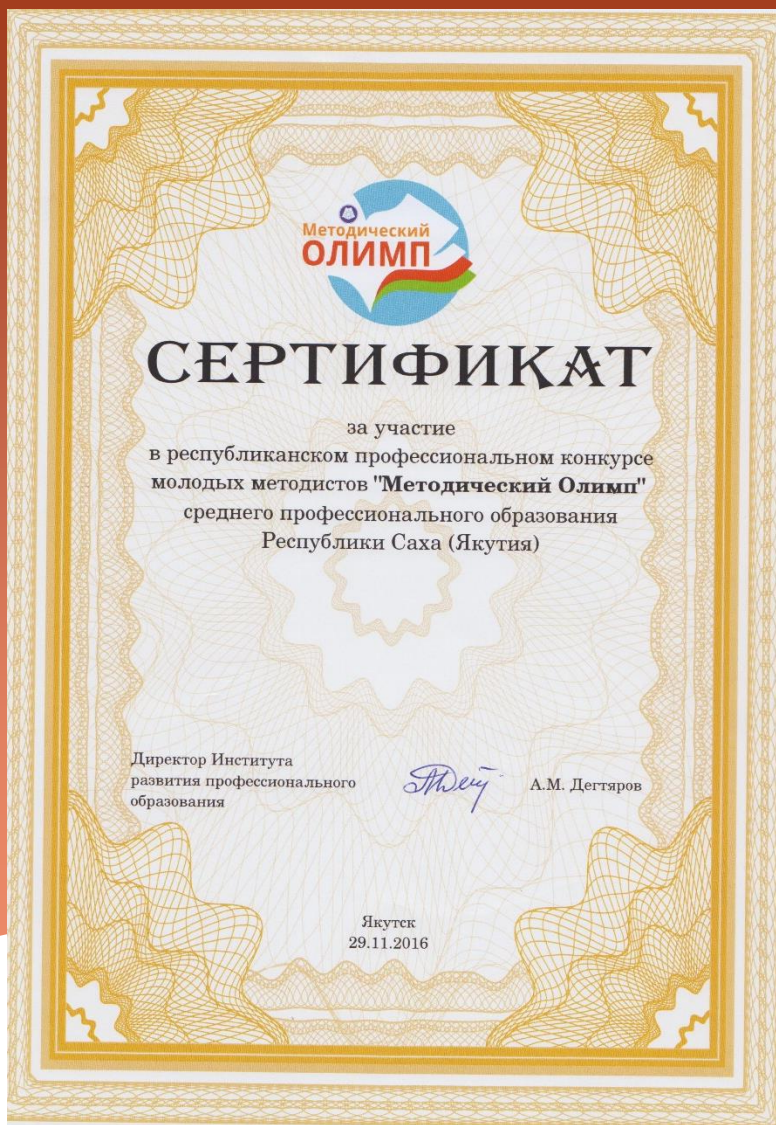 Методический
ОЛИМП
СЕРТИФИКАТ
за участие
в республиканском профессиональном конкурсе
молодых методистов "Методический Олимп"
среднего профессионального образования
Республики Саха (Якутия)
Директор Института
развития профессионального
образования
А.М. Дегтяров
Якутск
29.11.2016